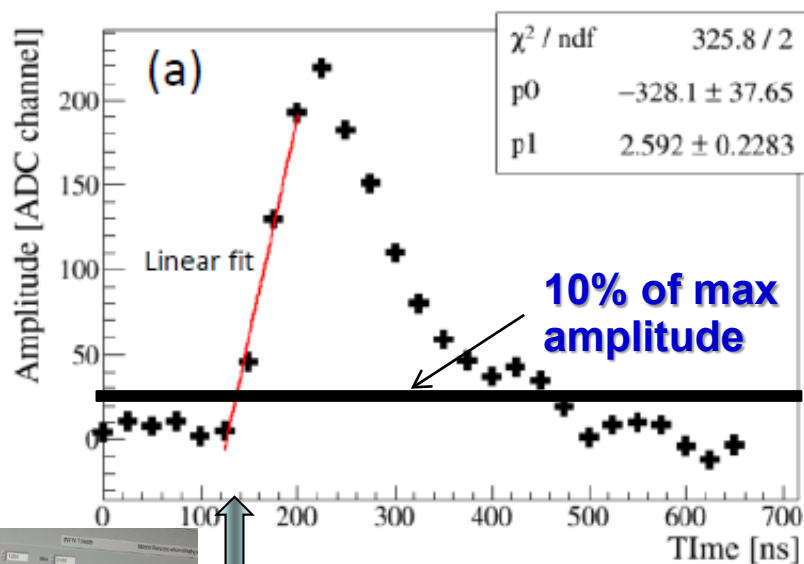 (a)
χ² / ndf 325.8 / 2
p0 −328.1 ± 37.65
p1 2.592 ± 0.2283
Amplitude [ADC channel]
200
150
100
50
0
Linear fit
10% of max
amplitude
0 100 200 300 400 500 600 700
TIme [ns]